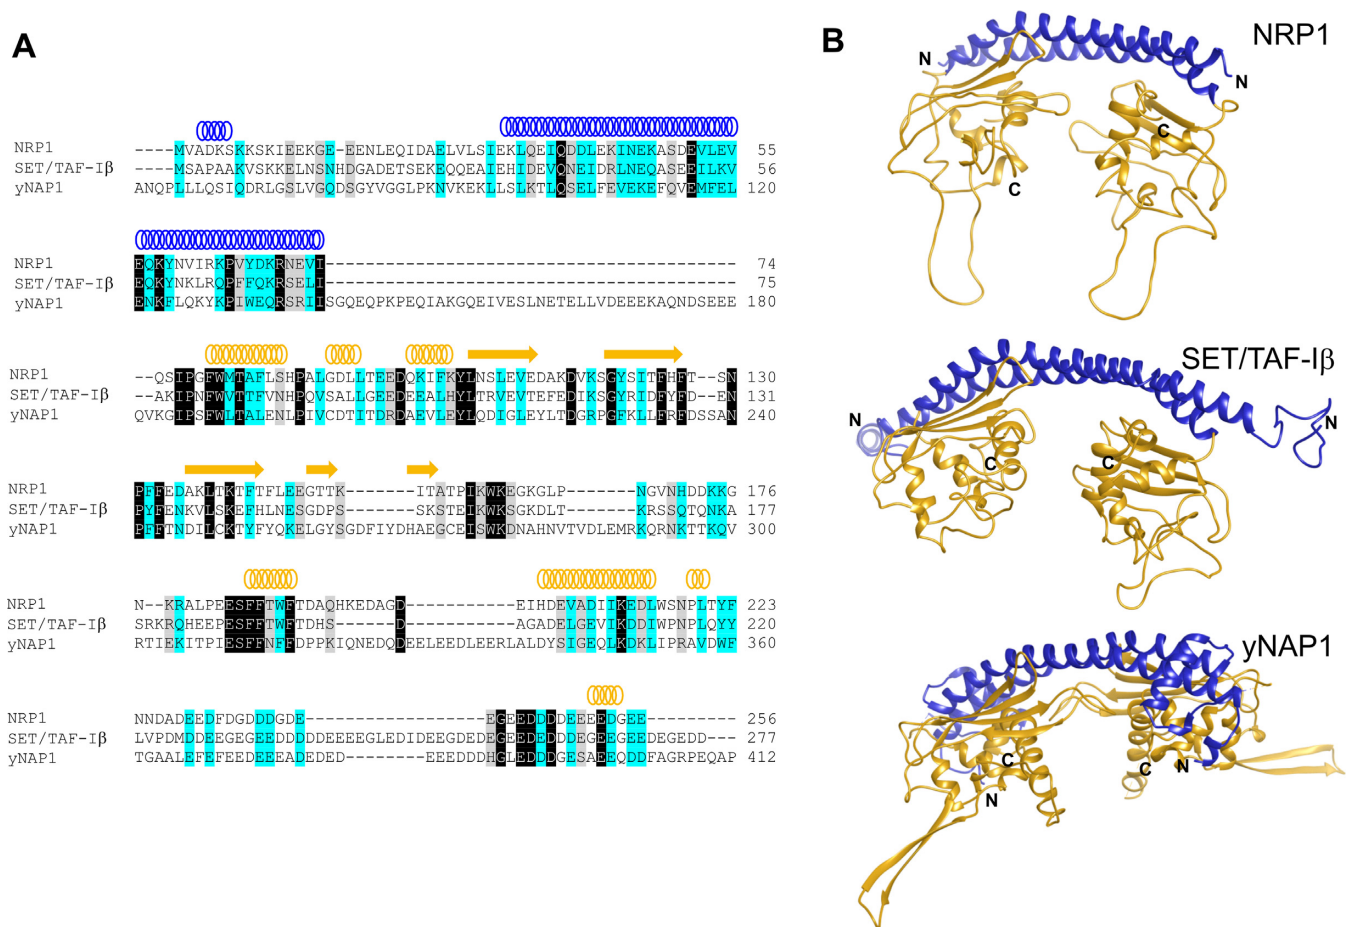 A
NRP1 ----MVADKSKKSKIEEKGE-EENLEQIDAELVLSIEKLQEIQDDLEKINEKASDEVLEV 55
SET/TAF-Iβ ----MSAPAAKVSKKELNSNHDGADETSEKEQQEAIEHIDEVQNEIDRLNEQASEEILKV 56
yNAP1 ANQPLLLQSIQDRLGSLVGQDSGYVGGLPKNVKEKLLSLKTLQSELFEVEKEFQVEMFEL 120
NRP1 EQKYNVIRKPVYDKRNEVI----------------------------------------- 74
SET/TAF-Iβ EQKYNKLRQPFFQKRSELI----------------------------------------- 75
yNAP1 ENKFLQKYKPIWEQRSRIISGQEQPKPEQIAKGQEIVESLNETELLVDEEEKAQNDSEEE 180
NRP1 --QSIPGFWMTAFLSHPALGDLLTEEDQKIFKYLNSLEVEDAKDVKSGYSITFHFT--SN 130
SET/TAF-Iβ --AKIPNFWVTTFVNHPQVSALLGEEDEEALHYLTRVEVTEFEDIKSGYRIDFYFD--EN 131
yNAP1 QVKGIPSFWLTALENLPIVCDTITDRDAEVLEYLQDIGLEYLTDGRPGFKLLFRFDSSAN 240
NRP1 PFFEDAKLTKTFTFLEEGTTK------ITATPIKWKEGKGLP-------NGVNHDDKKG 176
SET/TAF-Iβ PYFENKVLSKEFHLNESGDPS------SKSTEIKWKSGKDLT-------KRSSQTQNKA 177
yNAP1 PFFTNDILCKTYFYQKELGYSGDFIYDHAEGCEISWKDNAHNVTVDLEMRKQRNKTTKQV 300
NRP1 N--KRALPEESFFTWFTDAQHKEDAGD-------------EIHDEVADIIKEDLWSNPLTYF 223
SET/TAF-Iβ SRKRQHEEPESFFTWFTDHS------D-------------AGADELGEVIKDDIWPNPLQYY 220
yNAP1 RTIEKITPIESFFNFFDPPKIQNEDQDEELEEDLEERLALDYSIGEQLKDKLIPRAVDWF 360
NRP1 NNDADEEDFDGDDDGDE------------------EGEEDDDDEEEEDGEE--------- 256
SET/TAF-Iβ LVPDMDDEEGEGEEDDDDDEEEEGLEDIDEEGDEDEGEEDEDDDEGEEGEEDEGEDD--- 277
yNAP1 TGAALEFEFEEDEEEADEDED--------EEEDDDHGLEDDDGESAEEQDDFAGRPEQAP 412
B
NRP1
N
N
C
C
SET/TAF-Iβ
N
N
C
C
yNAP1
C
C
N
N